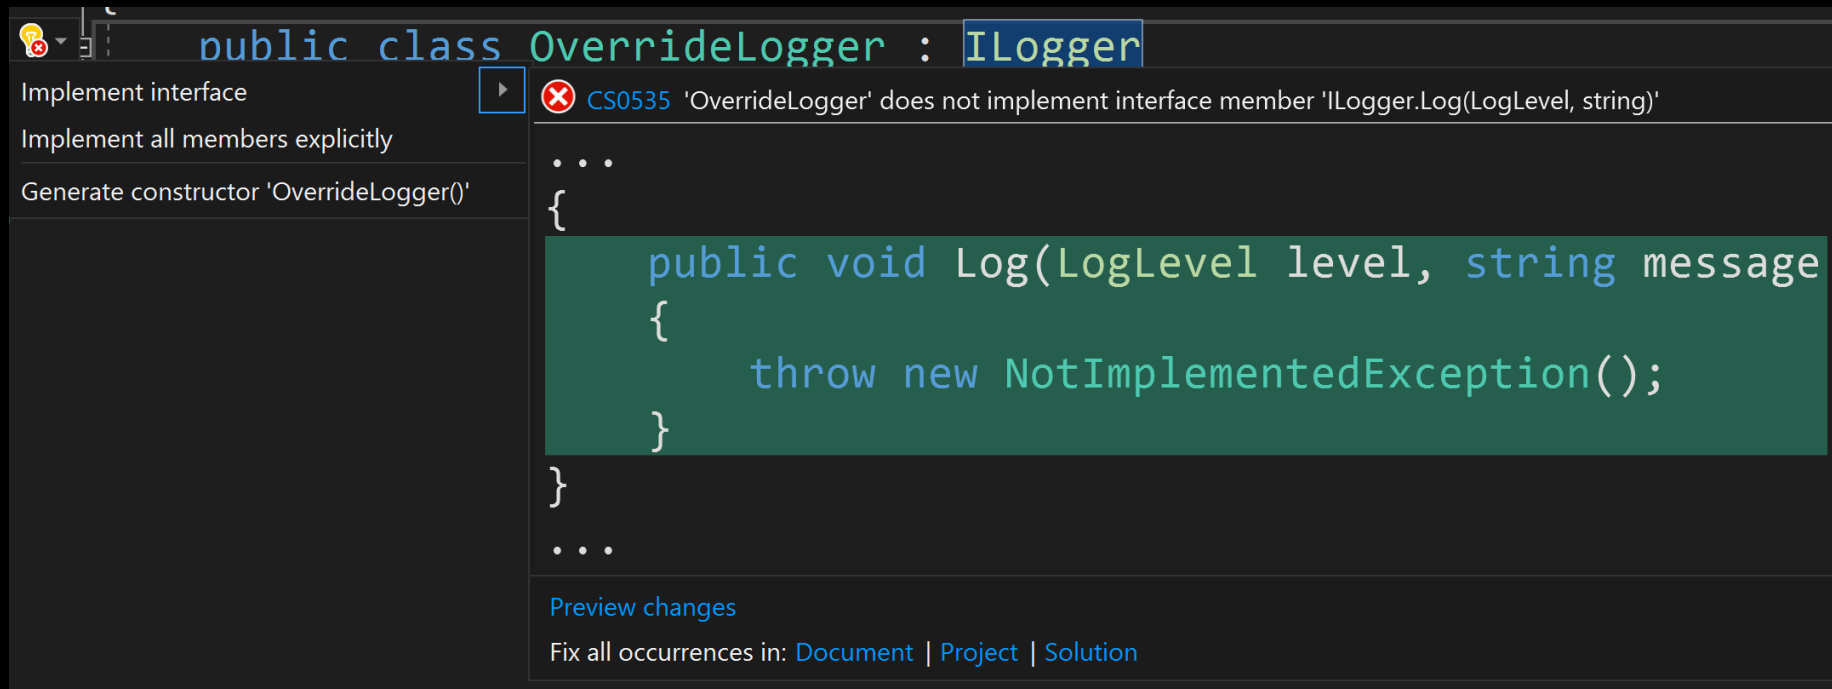 {
public class OverrideLogger : ILogger
Implement interface
Implement all members explicitly
Generate constructor 'OverrideLogger()'
CS0535 'OverrideLogger' does not implement interface member 'ILogger.Log(LogLevel, string)'
...
{
public void Log(LogLevel level, string message
{
throw new NotImplementedException();
}
}
...
Preview changes
Fix all occurrences in: Document | Project | Solution